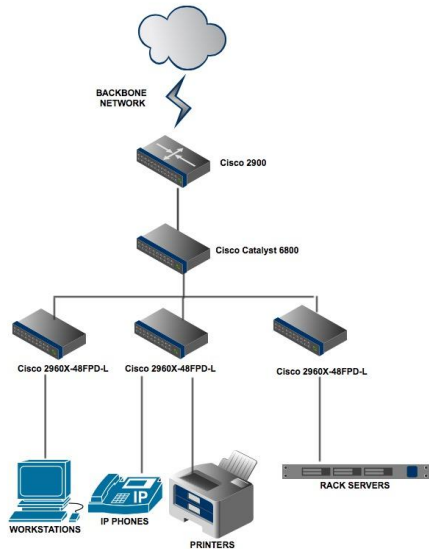 BACKBONE
NETWORK
Cisco 2900
Cisco Catalyst 6800
Cisco 2960X-48FPD-L
Cisco 2960X-48FPD-L
Cisco 2960X-48FPD-L
IP
WORKSTATIONS
IP PHONES
PRINTERS
RACK SERVERS